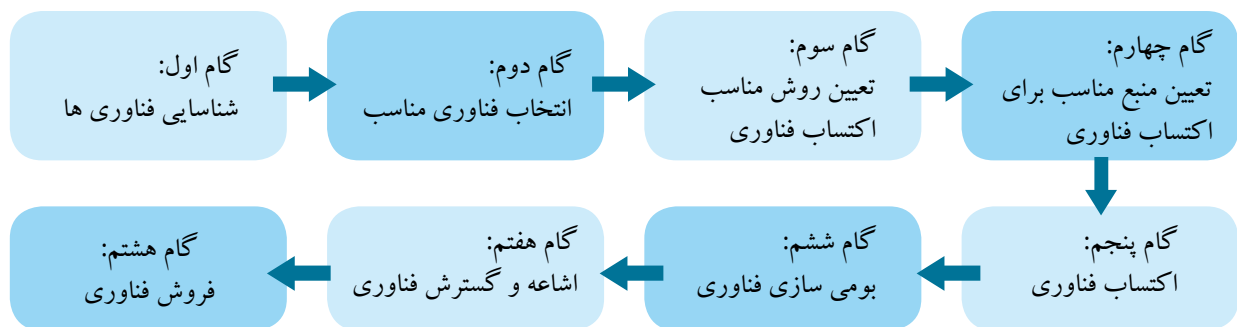 گام اول:
شناسایی فناوری ها
گام دوم:
انتخاب فناوری مناسب
گام سوم:
تعیین روش مناسب
اکتساب فناوری
گام چهارم:
تعیین منبع مناسب برای
اکتساب فناوری
گام پنجم:
اکتساب فناوری
گام ششم:
بومی سازی فناوری
گام هفتم:
اشاعه و گسترش فناوری
گام هشتم:
فروش فناوری